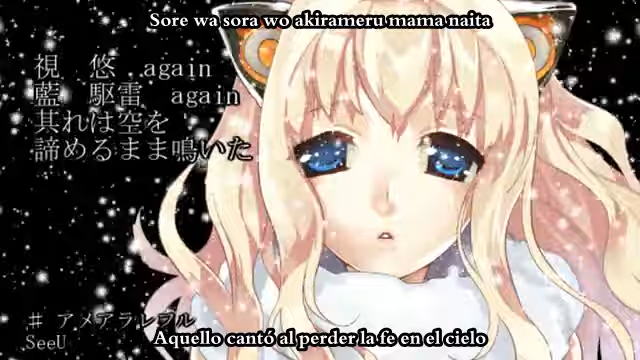 Sore wa sora wo akirameru mama naita
視　悠　again
藍　駆雷　again
其れは空を
諦めるまま鳴いた
♯ アメアラレブル
SeeU
Aquello cantó al perder la fe en el cielo